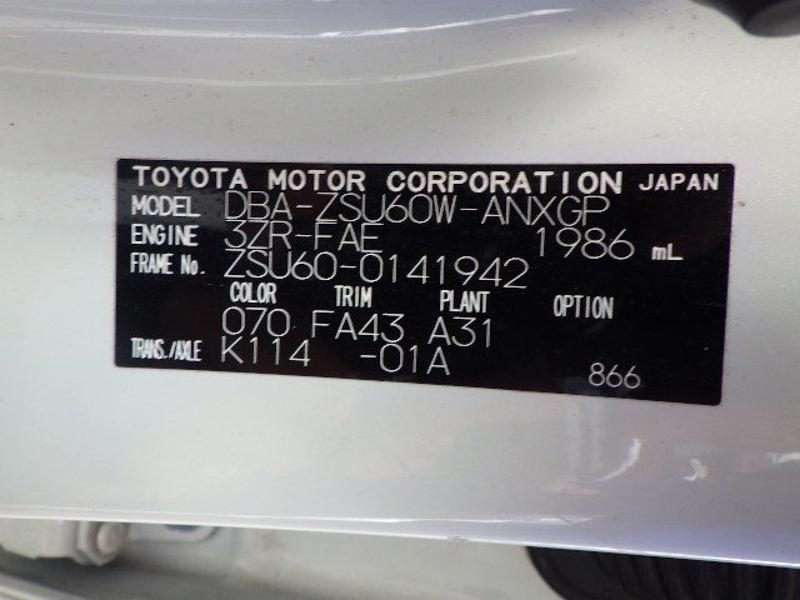 TOYOTA MOTOR CORPORATION JAPAN
MODEL DBA-ZSU60W-ANXGP
ENGINE 3ZR-FAE 1986 mL
FRAME No. ZSU60-0141942
COLOR TRIM PLANT OPTION
070 FA43 A31
TRANS./AXLE K114 -01A 866